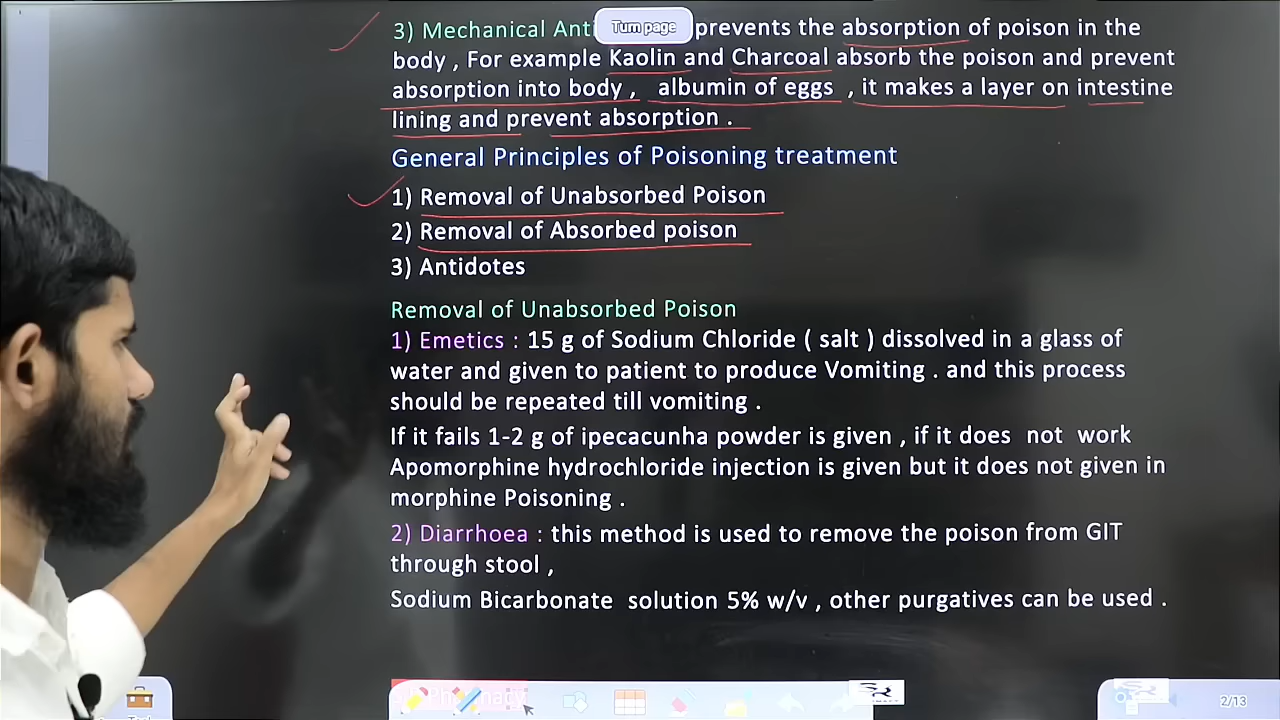 3) Mechanical Anti
Turn page
prevents the absorption of poison in the
body , For example Kaolin and Charcoal absorb the poison and prevent
absorption into body , albumin of eggs , it makes a layer on intestine
lining and prevent absorption .
General Principles of Poisoning treatment
1) Removal of Unabsorbed Poison
2) Removal of Absorbed poison
3) Antidotes
Removal of Unabsorbed Poison
1) Emetics : 15 g of Sodium Chloride ( salt ) dissolved in a glass of
water and given to patient to produce Vomiting . and this process
should be repeated till vomiting .
If it fails 1-2 g of ipecacunha powder is given , if it does not work
Apomorphine hydrochloride injection is given but it does not given in
morphine Poisoning .
2) Diarrhoea : this method is used to remove the poison from GIT
through stool ,
Sodium Bicarbonate solution 5% w/v , other purgatives can be used .
2/13